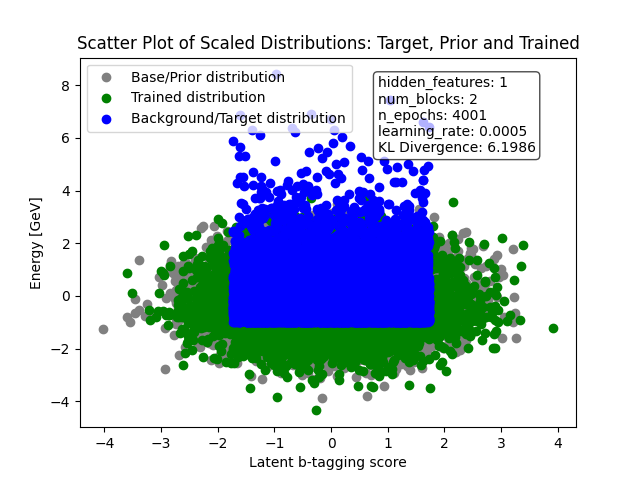 Scatter Plot of Scaled Distributions: Target, Prior and Trained
Base/Prior distribution
Trained distribution
Background/Target distribution
hidden_features: 1
num_blocks: 2
n_epochs: 4001
learning_rate: 0.0005
KL Divergence: 6.1986
Energy [GeV]
8
6
4
2
0
−2
−4
−4 −3 −2 −1 0 1 2 3 4
Latent b-tagging score